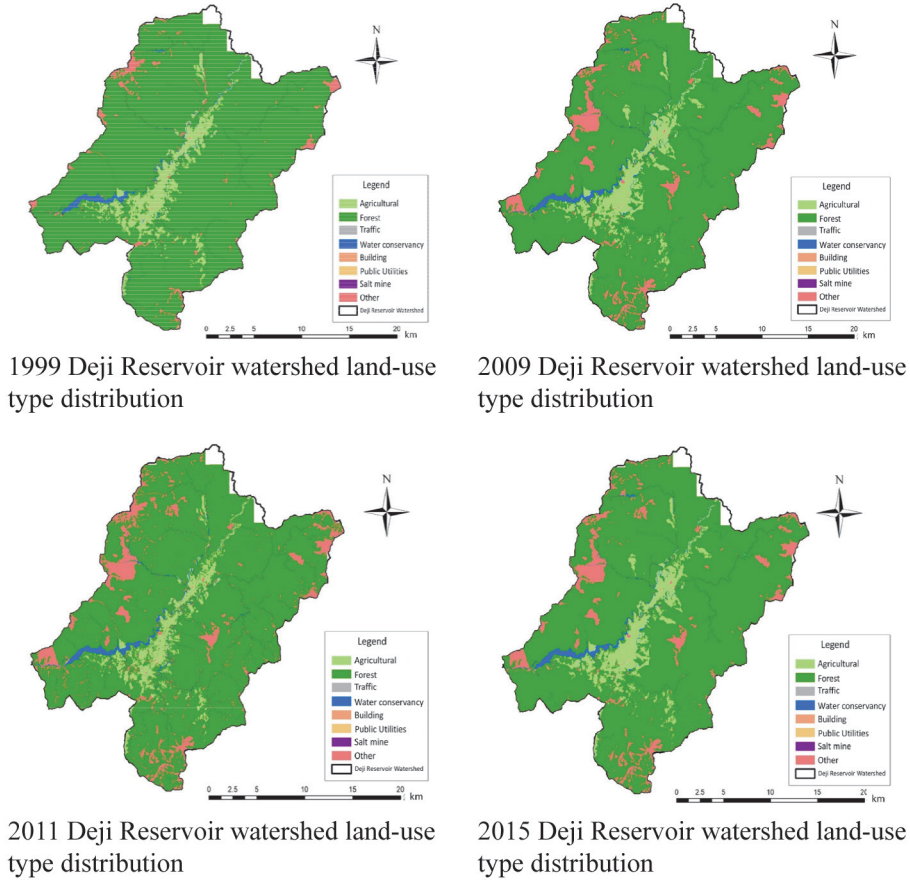 N
Legend
Agricultural
Forest
Traffic
Water conservancy
Building
Public Utilities
Salt mine
Other
Deji Reservoir Watershed
0 2.5 5 10 15 20
km
1999 Deji Reservoir watershed land-use
type distribution
N
Legend
Agricultural
Forest
Traffic
Water conservancy
Building
Public Utilities
Salt mine
Other
Deji Reservoir Watershed
0 2.5 5 10 15 20
km
2009 Deji Reservoir watershed land-use
type distribution
N
Legend
Agricultural
Forest
Traffic
Water conservancy
Building
Public Utilities
Salt mine
Other
Deji Reservoir Watershed
0 2.5 5 10 15 20
km
2011 Deji Reservoir watershed land-use
type distribution
N
Legend
Agricultural
Forest
Traffic
Water conservancy
Building
Public Utilities
Salt mine
Other
Deji Reservoir Watershed
0 2.5 5 10 15 20
km
2015 Deji Reservoir watershed land-use
type distribution